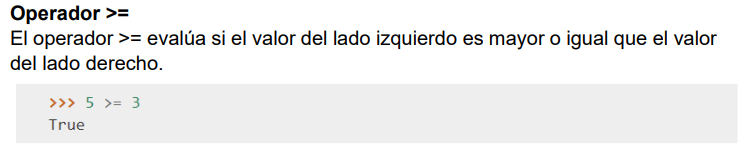 Operador >=
El operador >= evalúa si el valor del lado izquierdo es mayor o igual que el valor
del lado derecho.
>>> 5 >= 3
True